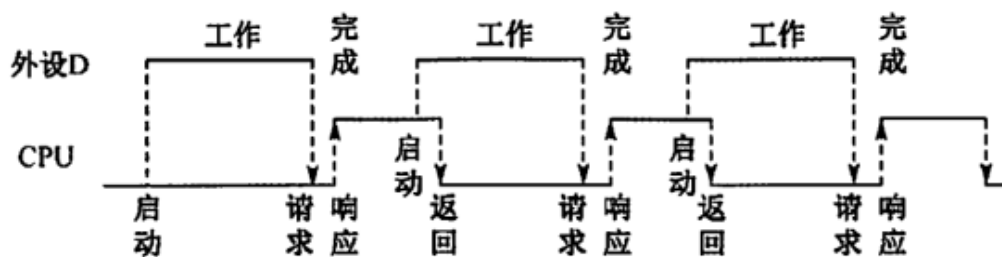 工作 完成 工作 完成 工作 完成
外设D
CPU
启动 启动
启动 请求 响应 返回 请求 响应 返回 请求 响应